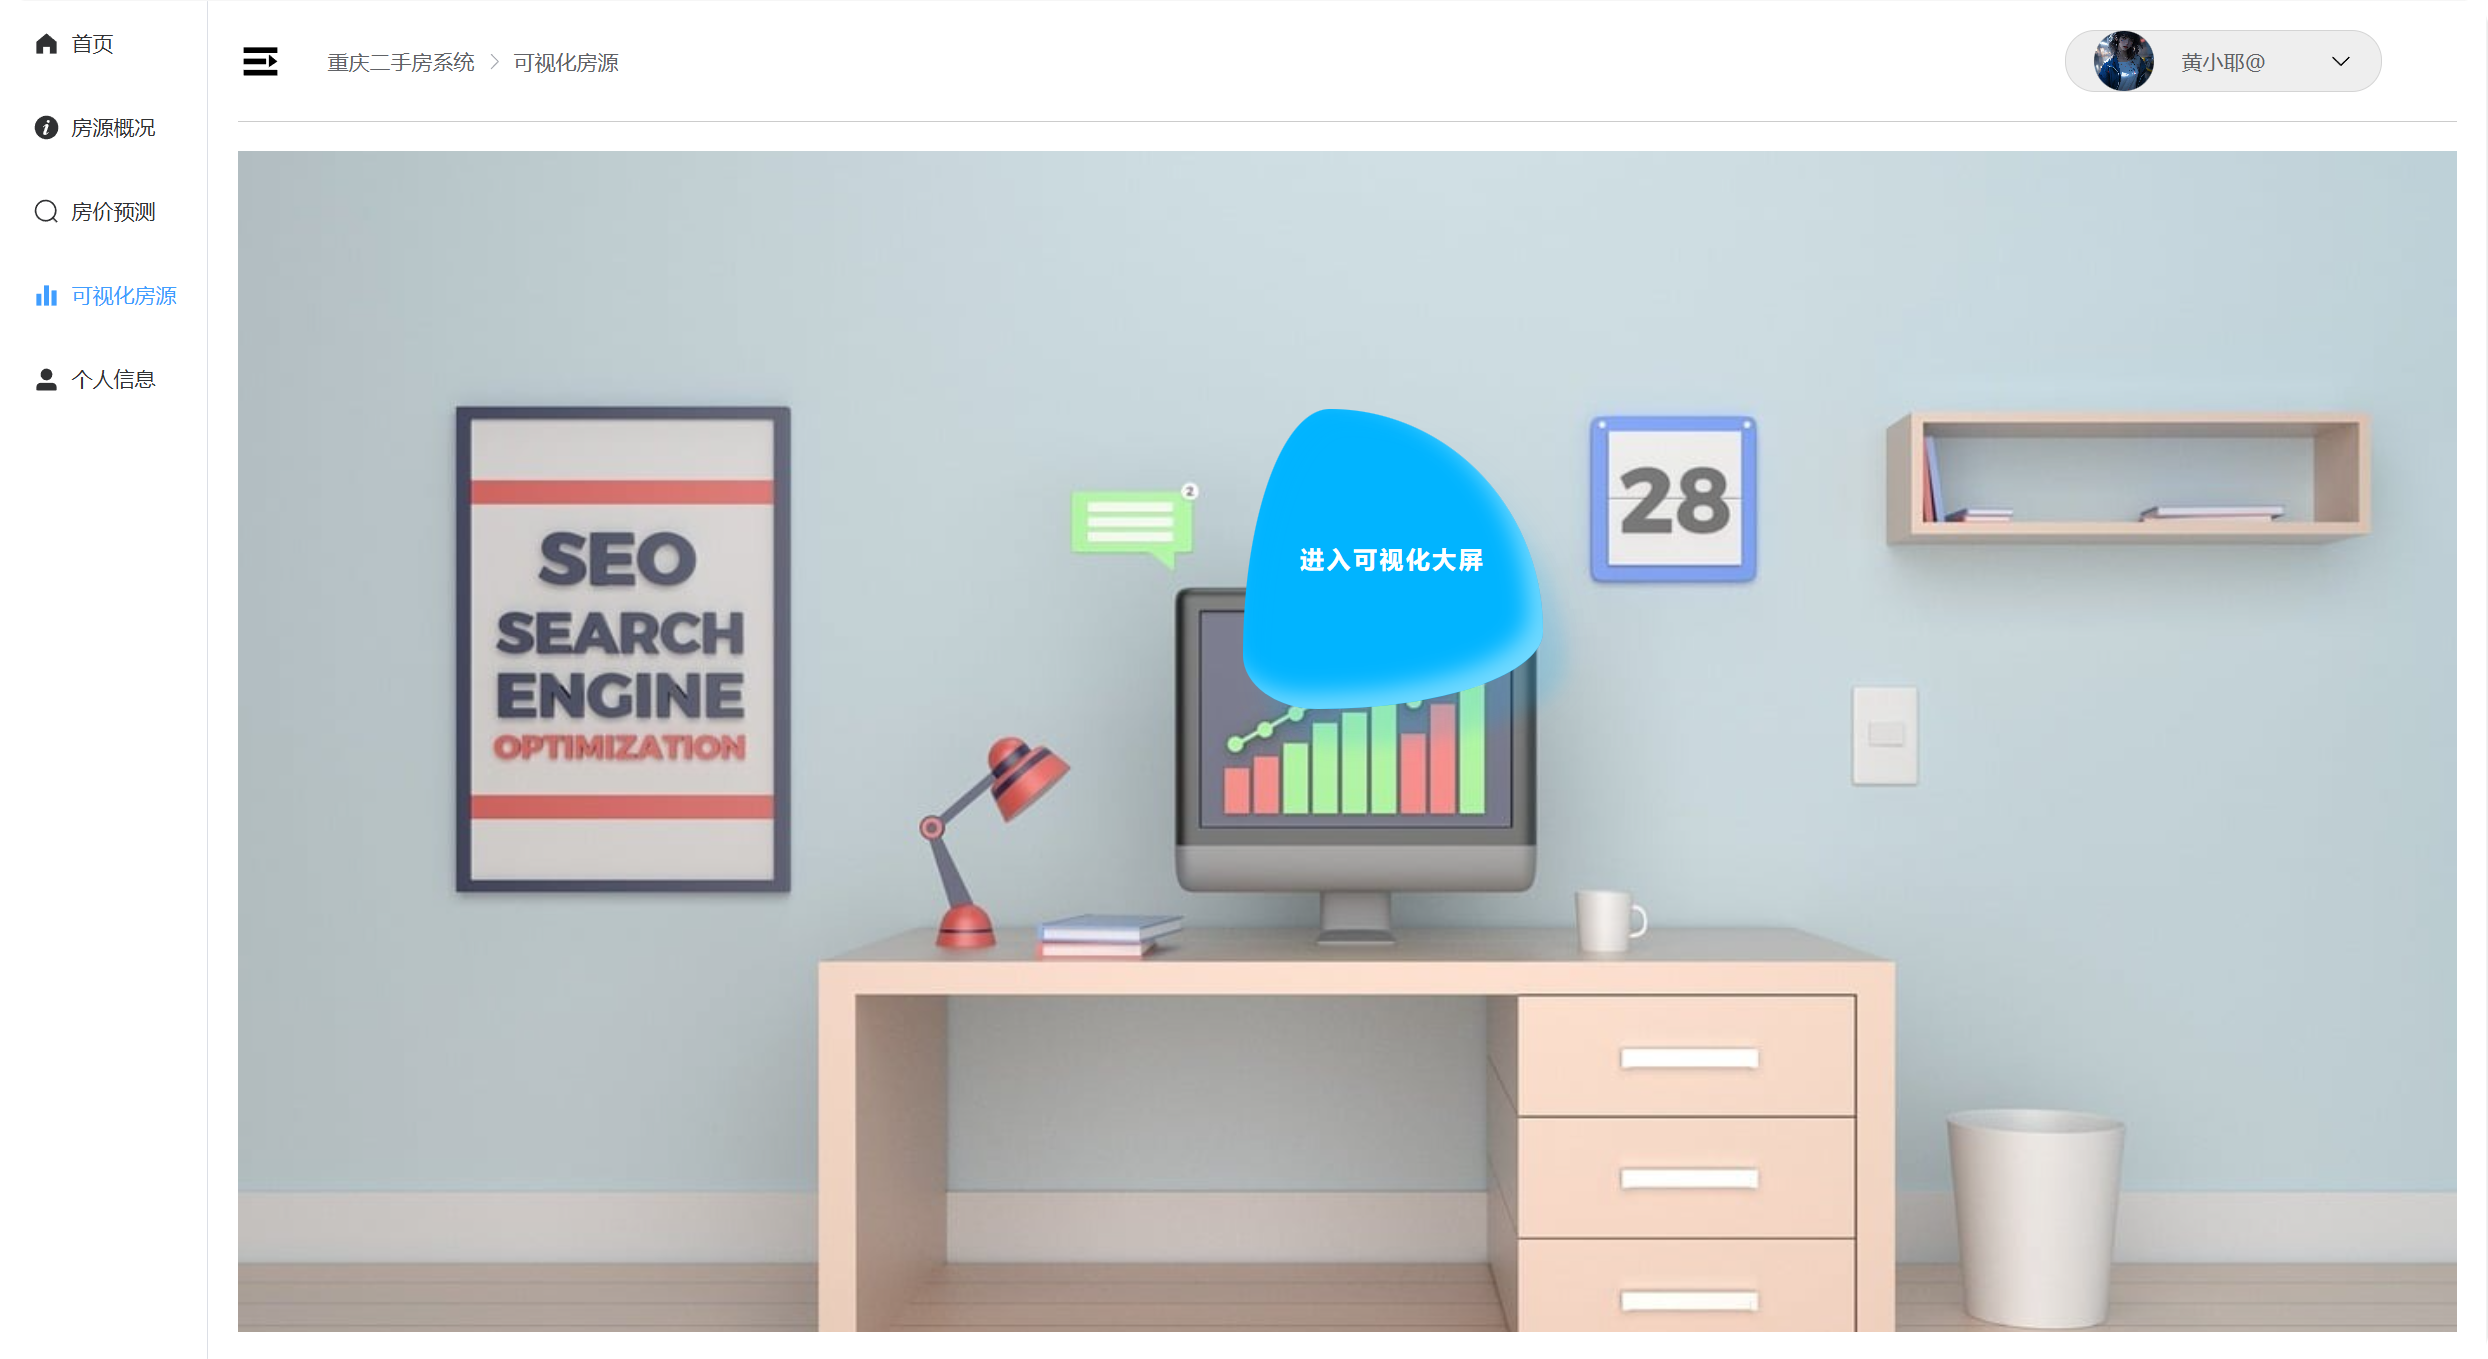 首页
房源概况
房价预测
可视化房源
个人信息
重庆二手房系统 > 可视化房源
黄小耶@
SEO
SEARCH
ENGINE
OPTIMIZATION
2
进入可视化大屏
28